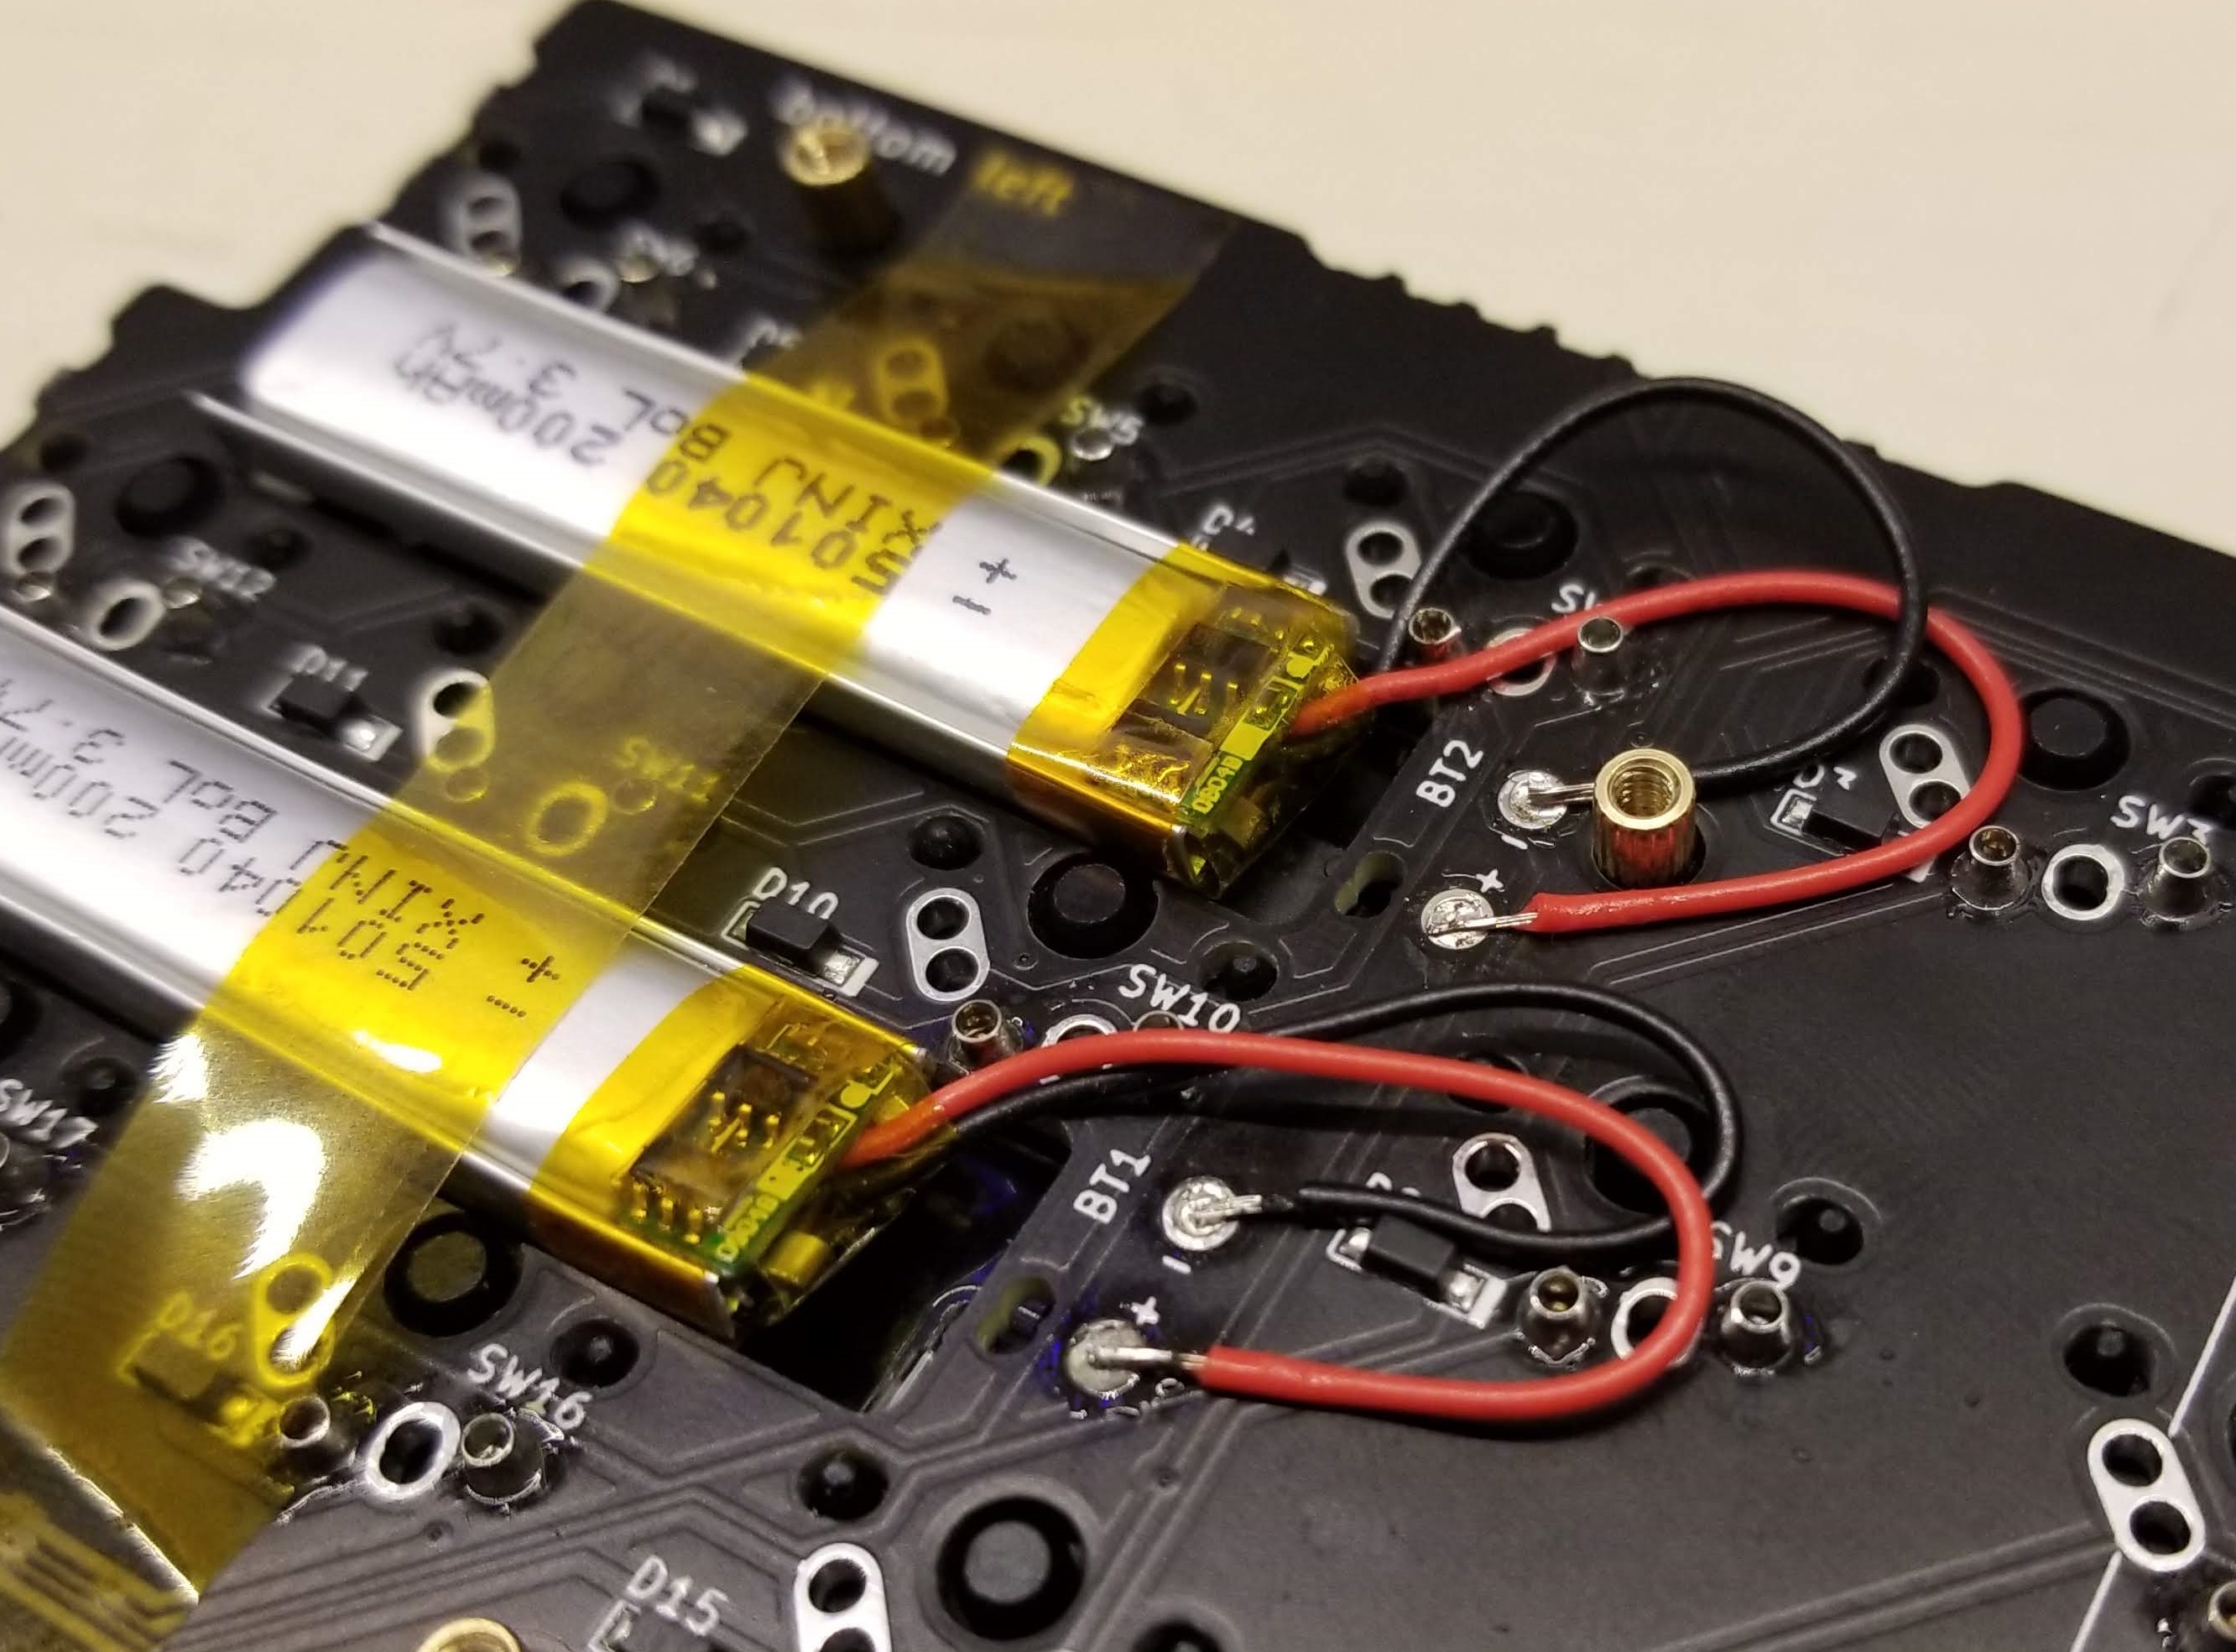 bottom left
200mAh 3.7V
501040 BoL
XINJ
+
-
SW5
SW12
D11
SW11
BT2
-
+
SW3
3.7V
200mAh BoL
501040
XINJ
+
-
D10
SW10
SW17
BT1
-
+
SW9
D16
SW16
D15